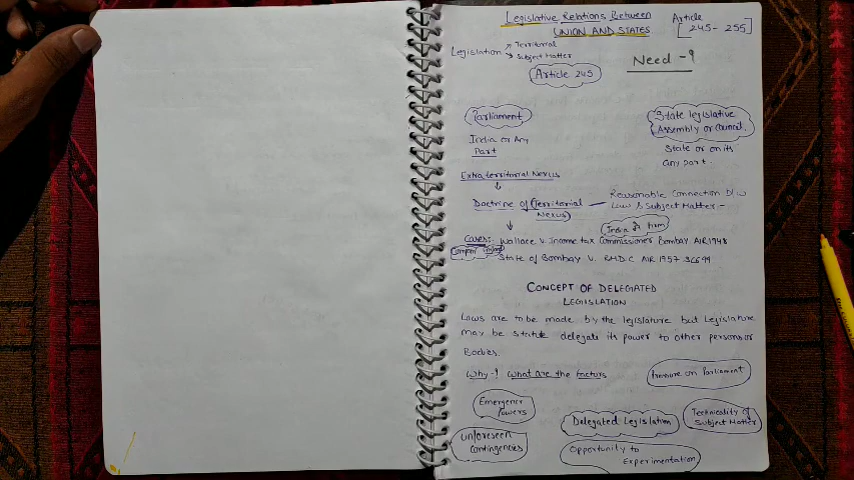 Legislative Relations Between
UNION AND STATES
Article
[245-255]
Legislation → Territorial
→ Subject Matter
Need -?
Article 245
Parliament
State legislative
Assembly or Council.
India or Any
Part
State or on its
any part.
Extraterritorial Nexus
↓
Doctrine of (Territorial
Nexus)
— Reasonable Connection b/w
Law & Subject Matter -
↓
India
Cases: Wallace v. Income tax Commissioner Bombay AIR 1948
State of Bombay v. RMDC AIR 1957 SC 699
CONCEPT OF DELEGATED
LEGISLATION
Laws are to be made by the legislature but Legislature
may be statute delegate its power to other persons or
Bodies.
Why-? What are the factors
Pressure on Parliament
Emergency
Powers
Delegated Legislation
Technicality of
Subject Matter
Unforeseen
Contingencies
Opportunity to
Experimentation